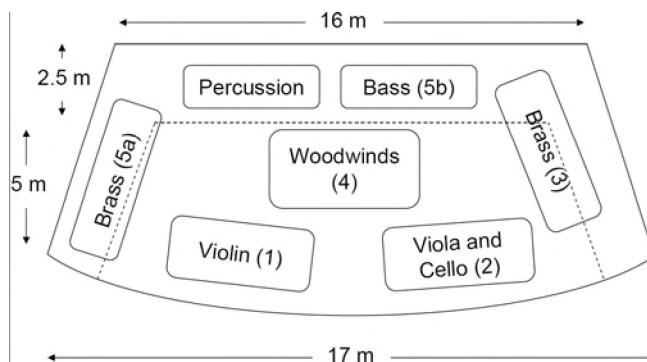 16 m
2.5 m
Percussion
Bass (5b)
Brass (5a)
5 m
Woodwinds
(4)
Brass (3)
Violin (1)
Viola and
Cello (2)
17 m